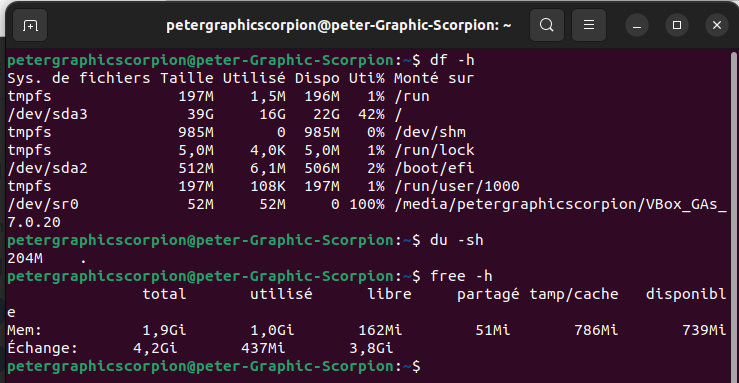 petergraphicscorpion@peter-Graphic-Scorpion: ~
petergraphicscorpion@peter-Graphic-Scorpion:~$ df -h
Sys. de fichiers Taille Utilisé Dispo Uti% Monté sur
tmpfs              197M    1,5M  196M   1% /run
/dev/sda3           39G     16G   22G  42% /
tmpfs              985M       0  985M   0% /dev/shm
tmpfs              5,0M    4,0K  5,0M   1% /run/lock
/dev/sda2          512M    6,1M  506M   2% /boot/efi
tmpfs              197M    108K  197M   1% /run/user/1000
/dev/sr0            52M     52M     0 100% /media/petergraphicscorpion/VBox_GAs_
7.0.20
petergraphicscorpion@peter-Graphic-Scorpion:~$ du -sh
204M    .
petergraphicscorpion@peter-Graphic-Scorpion:~$ free -h
               total       utilisé      libre     partagé tamp/cache   disponibl
e
Mem:           1,9Gi       1,0Gi       162Mi        51Mi       786Mi       739Mi
Échange:       4,2Gi       437Mi       3,8Gi
petergraphicscorpion@peter-Graphic-Scorpion:~$